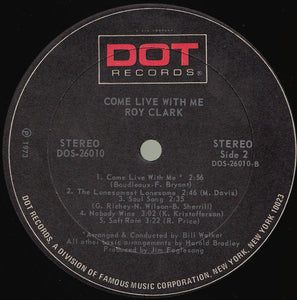 DOT
RECORDS®
COME LIVE WITH ME
ROY CLARK
STEREO
DOS-26010
STEREO
Side 2
DOS-26010-B
℗ 1973
1. Come Live With Me * 2:56
(Boudleaux-F. Bryant)
2. The Lonesomest Lonesome 2:46 (M. Davis)
3. Soul Song 2:35
(G. Richey-N. Wilson-B. Sherrill)
4. Nobody Wins 3:02 (K. Kristofferson)
5. Soft Rain 3:22 (R. Price)
*Arranged & Conducted by Bill Walker
All other basic arrangements by Harold Bradley
Produced by Jim Foglesong
DOT RECORDS, A DIVISION OF FAMOUS MUSIC CORPORATION, NEW YORK, NEW YORK 10023